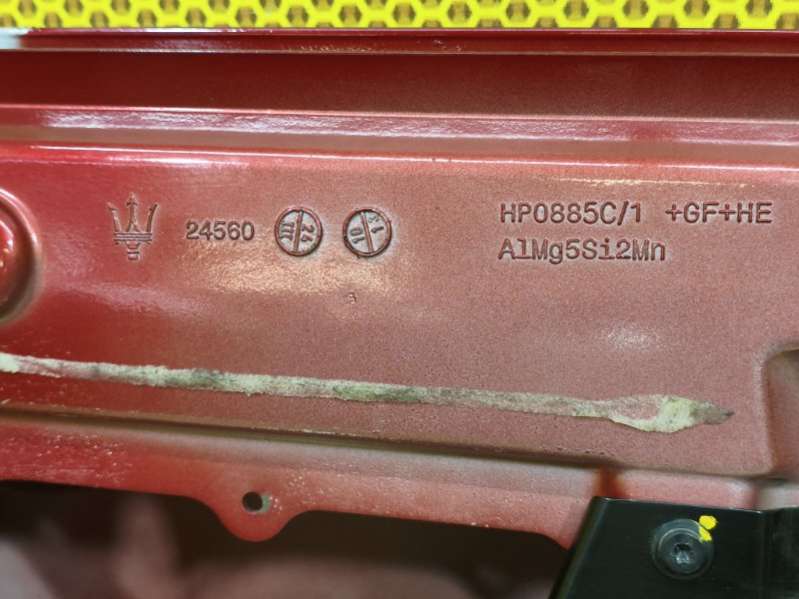 24560
HP0885C/1 +GF+HE
AlMg5Si2Mn